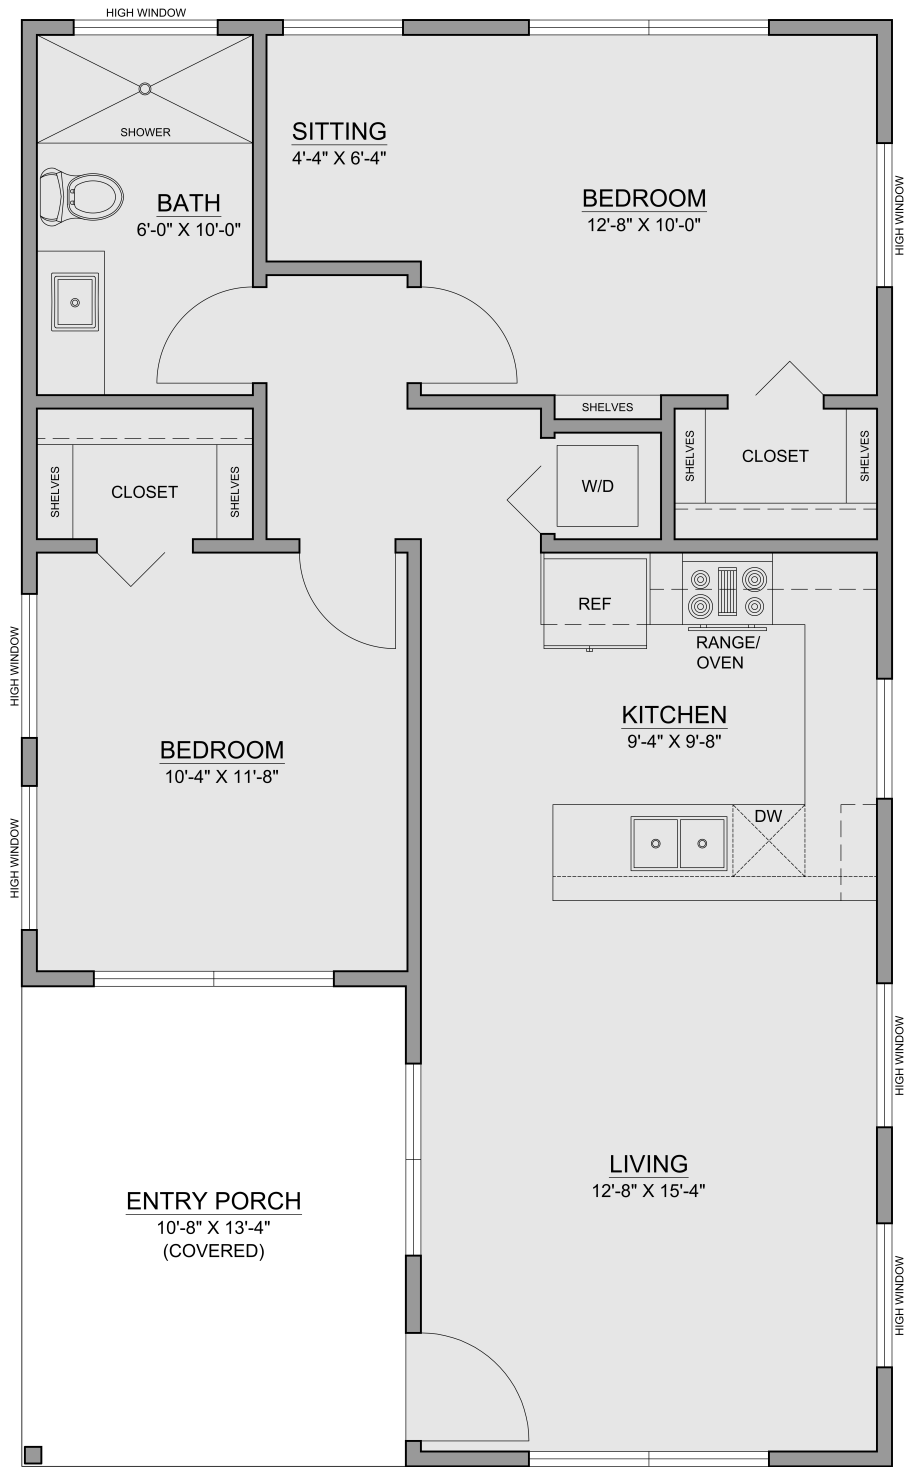 HIGH WINDOW
SHOWER
SITTING
4'-4" X 6'-4"
BATH
6'-0" X 10'-0"
BEDROOM
12'-8" X 10'-0"
HIGH WINDOW
SHELVES
SHELVES
CLOSET
SHELVES
SHELVES
CLOSET
SHELVES
W/D
REF
RANGE/
OVEN
HIGH WINDOW
KITCHEN
9'-4" X 9'-8"
BEDROOM
10'-4" X 11'-8"
DW
HIGH WINDOW
HIGH WINDOW
LIVING
12'-8" X 15'-4"
ENTRY PORCH
10'-8" X 13'-4"
(COVERED)
HIGH WINDOW